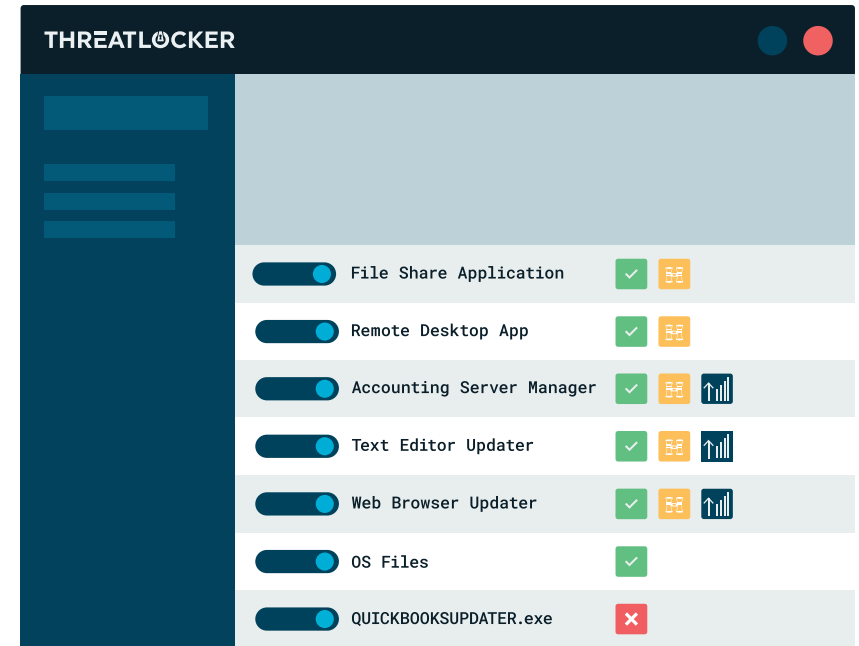 THREATLOCKER
File Share Application
Remote Desktop App
Accounting Server Manager
Text Editor Updater
Web Browser Updater
OS Files
QUICKBOOKSUPDATER.exe